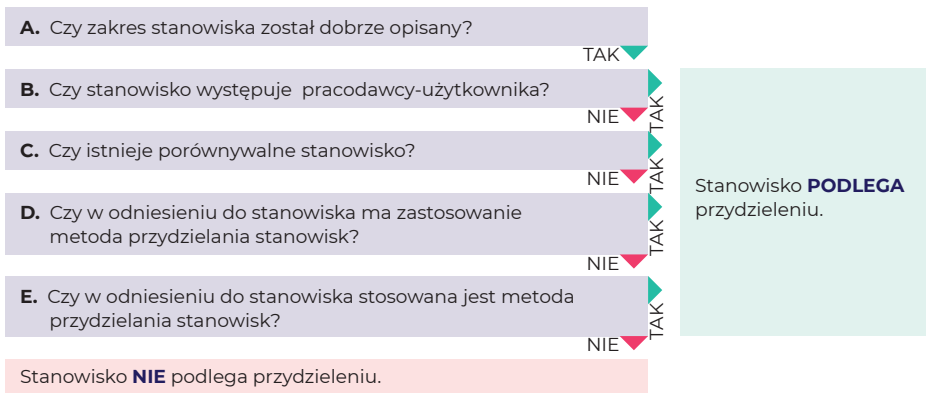 A. Czy zakres stanowiska został dobrze opisany?
TAK
B. Czy stanowisko występuje pracodawcy-użytkownika?
TAK
NIE
C. Czy istnieje porównywalne stanowisko?
TAK
NIE
D. Czy w odniesieniu do stanowiska ma zastosowanie
metoda przydzielania stanowisk?
TAK
NIE
E. Czy w odniesieniu do stanowiska stosowana jest metoda
przydzielania stanowisk?
TAK
NIE
Stanowisko NIE podlega przydzieleniu.
Stanowisko PODLEGA
przydzieleniu.